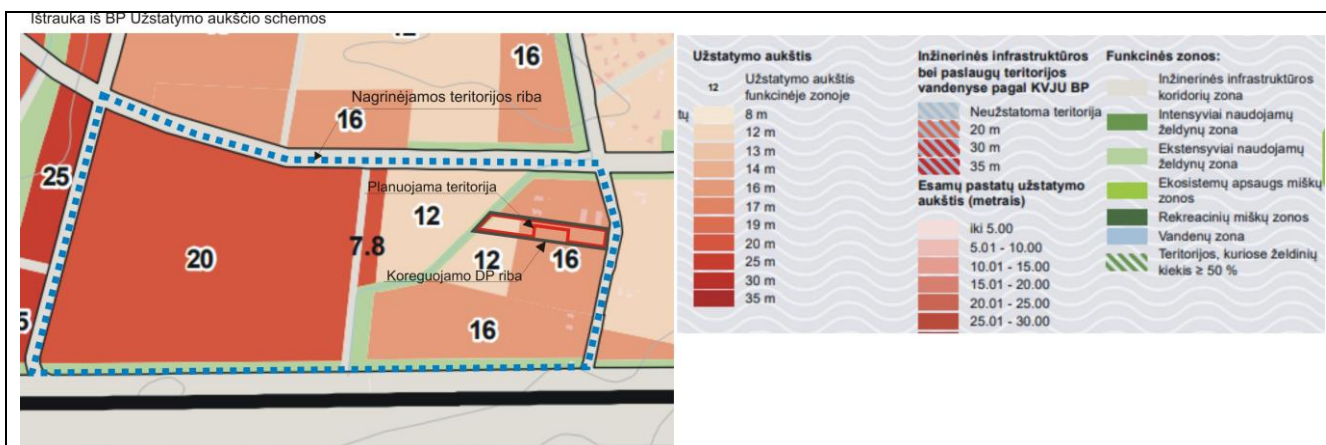 Ištrauka iš BP Užstatymo aukščio schemos
12
16
Nagrinėjamos teritorijos riba
16
25
Planuojama teritorija
12
7.8
20
12
16
Koreguojamo DP riba
16
5
Užstatymo aukštis
12 Užstatymo aukštis
funkcinėje zonoje
tų
8 m
12 m
13 m
14 m
16 m
17 m
19 m
20 m
25 m
30 m
35 m
Inžinerinės infrastruktūros
bei paslaugų teritorijos
vandenyse pagal KVJU BP
Neužstatoma teritorija
20 m
30 m
35 m
Esamų pastatų užstatymo
aukštis (metrais)
iki 5.00
5.01 - 10.00
10.01 - 15.00
15.01 - 20.00
20.01 - 25.00
25.01 - 30.00
Funkcinės zonos:
Inžinerinės infrastruktūros
koridorių zona
Intensyviai naudojamų
želdynų zona
Ekstensyviai naudojamų
želdynų zona
Ekosistemų apsaugs miškų
zonos
Rekreacinių miškų zonos
Vandenų zona
Teritorijos, kuriose želdinių
kiekis ≥ 50 %